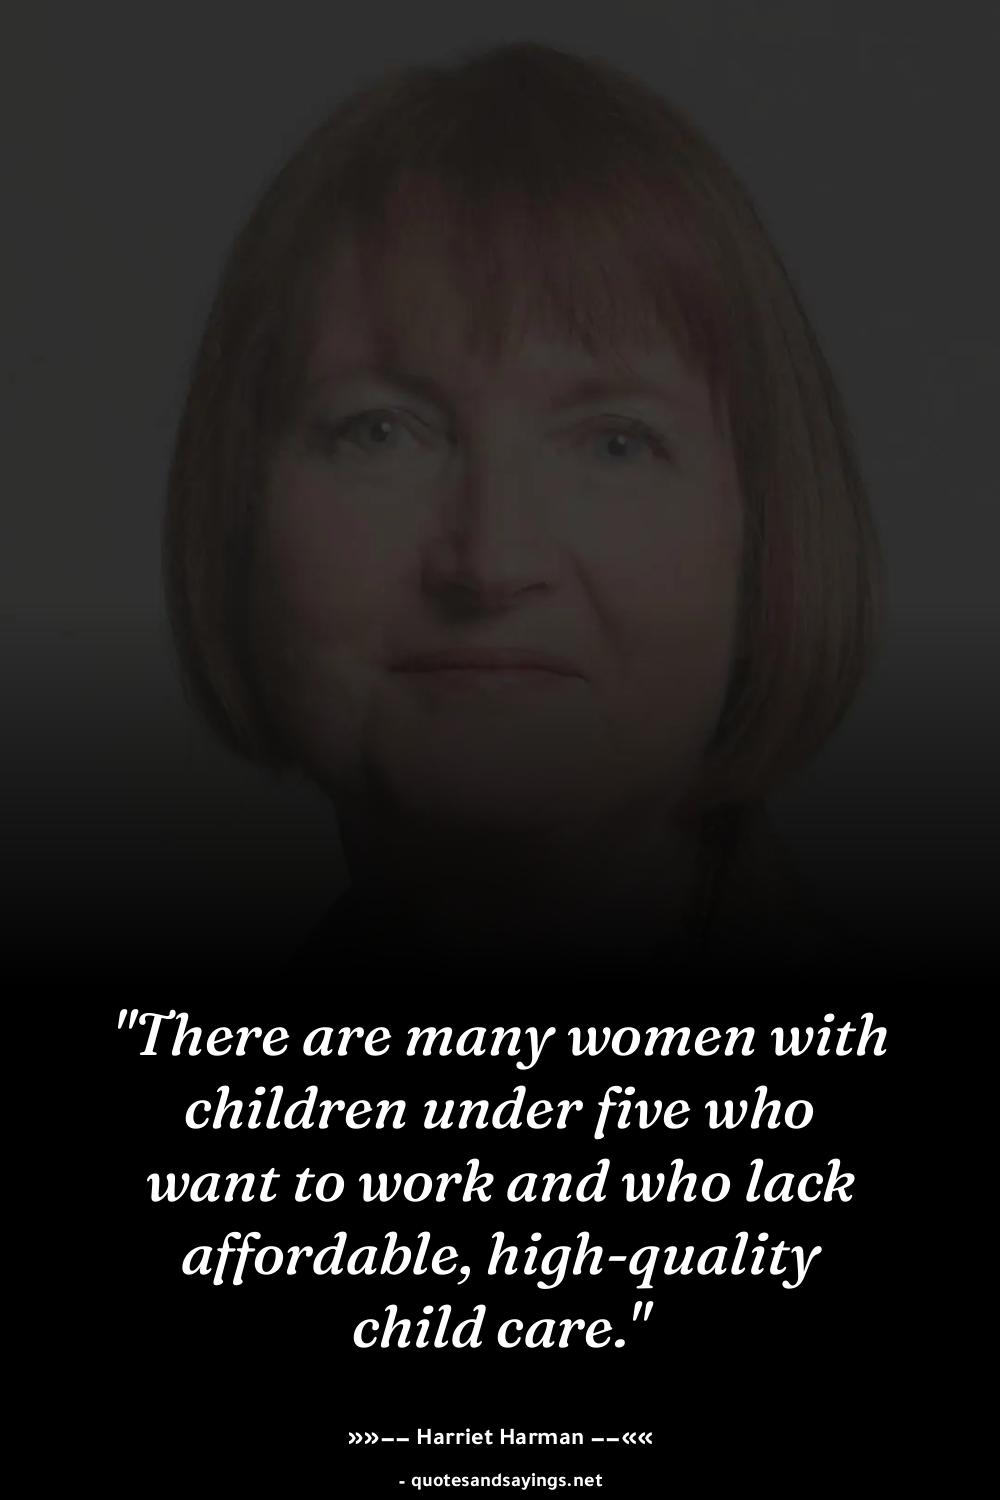 "There are many women with
children under five who
want to work and who lack
affordable, high-quality
child care."
»»−− Harriet Harman −−««
- quotesandsayings.net